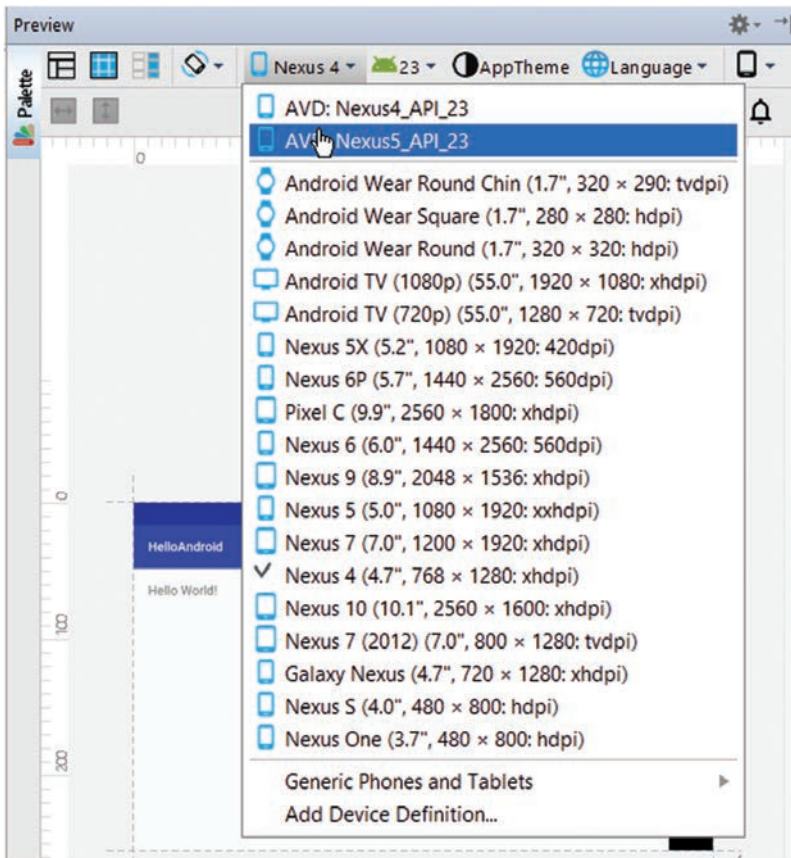 Preview
Palette
Nexus 4 23 AppTheme Language
AVD: Nexus4_API_23
Nexus5_API_23
0
Android Wear Round Chin (1.7", 320 × 290: tvdpi)
Android Wear Square (1.7", 280 × 280: hdpi)
Android Wear Round (1.7", 320 × 320: hdpi)
Android TV (1080p) (55.0", 1920 × 1080: xhdpi)
Android TV (720p) (55.0", 1280 × 720: tvdpi)
Nexus 5X (5.2", 1080 × 1920: 420dpi)
Nexus 6P (5.7", 1440 × 2560: 560dpi)
Pixel C (9.9", 2560 × 1800: xhdpi)
Nexus 6 (6.0", 1440 × 2560: 560dpi)
Nexus 9 (8.9", 2048 × 1536: xhdpi)
Nexus 5 (5.0", 1080 × 1920: xxhdpi)
Nexus 7 (7.0", 1200 × 1920: xhdpi)
Nexus 4 (4.7", 768 × 1280: xhdpi)
Nexus 10 (10.1", 2560 × 1600: xhdpi)
Nexus 7 (2012) (7.0", 800 × 1280: tvdpi)
Galaxy Nexus (4.7", 720 × 1280: xhdpi)
Nexus S (4.0", 480 × 800: hdpi)
Nexus One (3.7", 480 × 800: hdpi)
Generic Phones and Tablets
Add Device Definition...
0
HelloAndroid
Hello World!
100
200